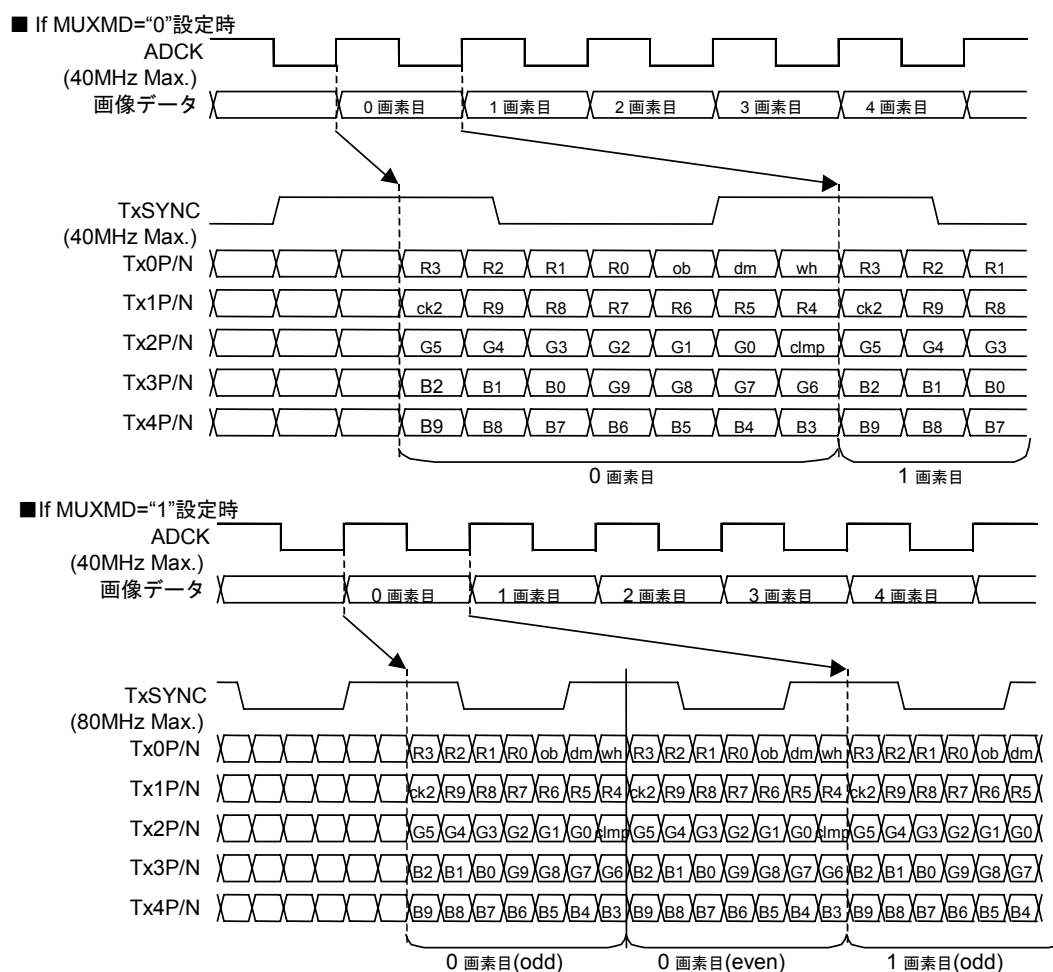 ■ If MUXMD=“0”設定時
ADCK
(40MHz Max.)
画像データ 0 画素目 1 画素目 2 画素目 3 画素目 4 画素目
TxSYNC
(40MHz Max.)
Tx0P/N R3 R2 R1 R0 ob dm wh R3 R2 R1
Tx1P/N ck2 R9 R8 R7 R6 R5 R4 ck2 R9 R8
Tx2P/N G5 G4 G3 G2 G1 G0 clmp G5 G4 G3
Tx3P/N B2 B1 B0 G9 G8 G7 G6 B2 B1 B0
Tx4P/N B9 B8 B7 B6 B5 B4 B3 B9 B8 B7
0 画素目 1 画素目
■If MUXMD=“1”設定時
ADCK
(40MHz Max.)
画像データ 0 画素目 1 画素目 2 画素目 3 画素目 4 画素目
TxSYNC
(80MHz Max.)
Tx0P/N R3 R2 R1 R0 ob dm wh R3 R2 R1 R0 ob dm wh R3 R2 R1 R0 ob dm
Tx1P/N ck2 R9 R8 R7 R6 R5 R4 ck2 R9 R8 R7 R6 R5 R4 ck2 R9 R8 R7 R6 R5
Tx2P/N G5 G4 G3 G2 G1 G0 clmp G5 G4 G3 G2 G1 G0 clmp G5 G4 G3 G2 G1 G0
Tx3P/N B2 B1 B0 G9 G8 G7 G6 B2 B1 B0 G9 G8 G7 G6 B2 B1 B0 G9 G8 G7
Tx4P/N B9 B8 B7 B6 B5 B4 B3 B9 B8 B7 B6 B5 B4 B3 B9 B8 B7 B6 B5 B4
0 画素目(odd) 0 画素目(even) 1 画素目(odd)